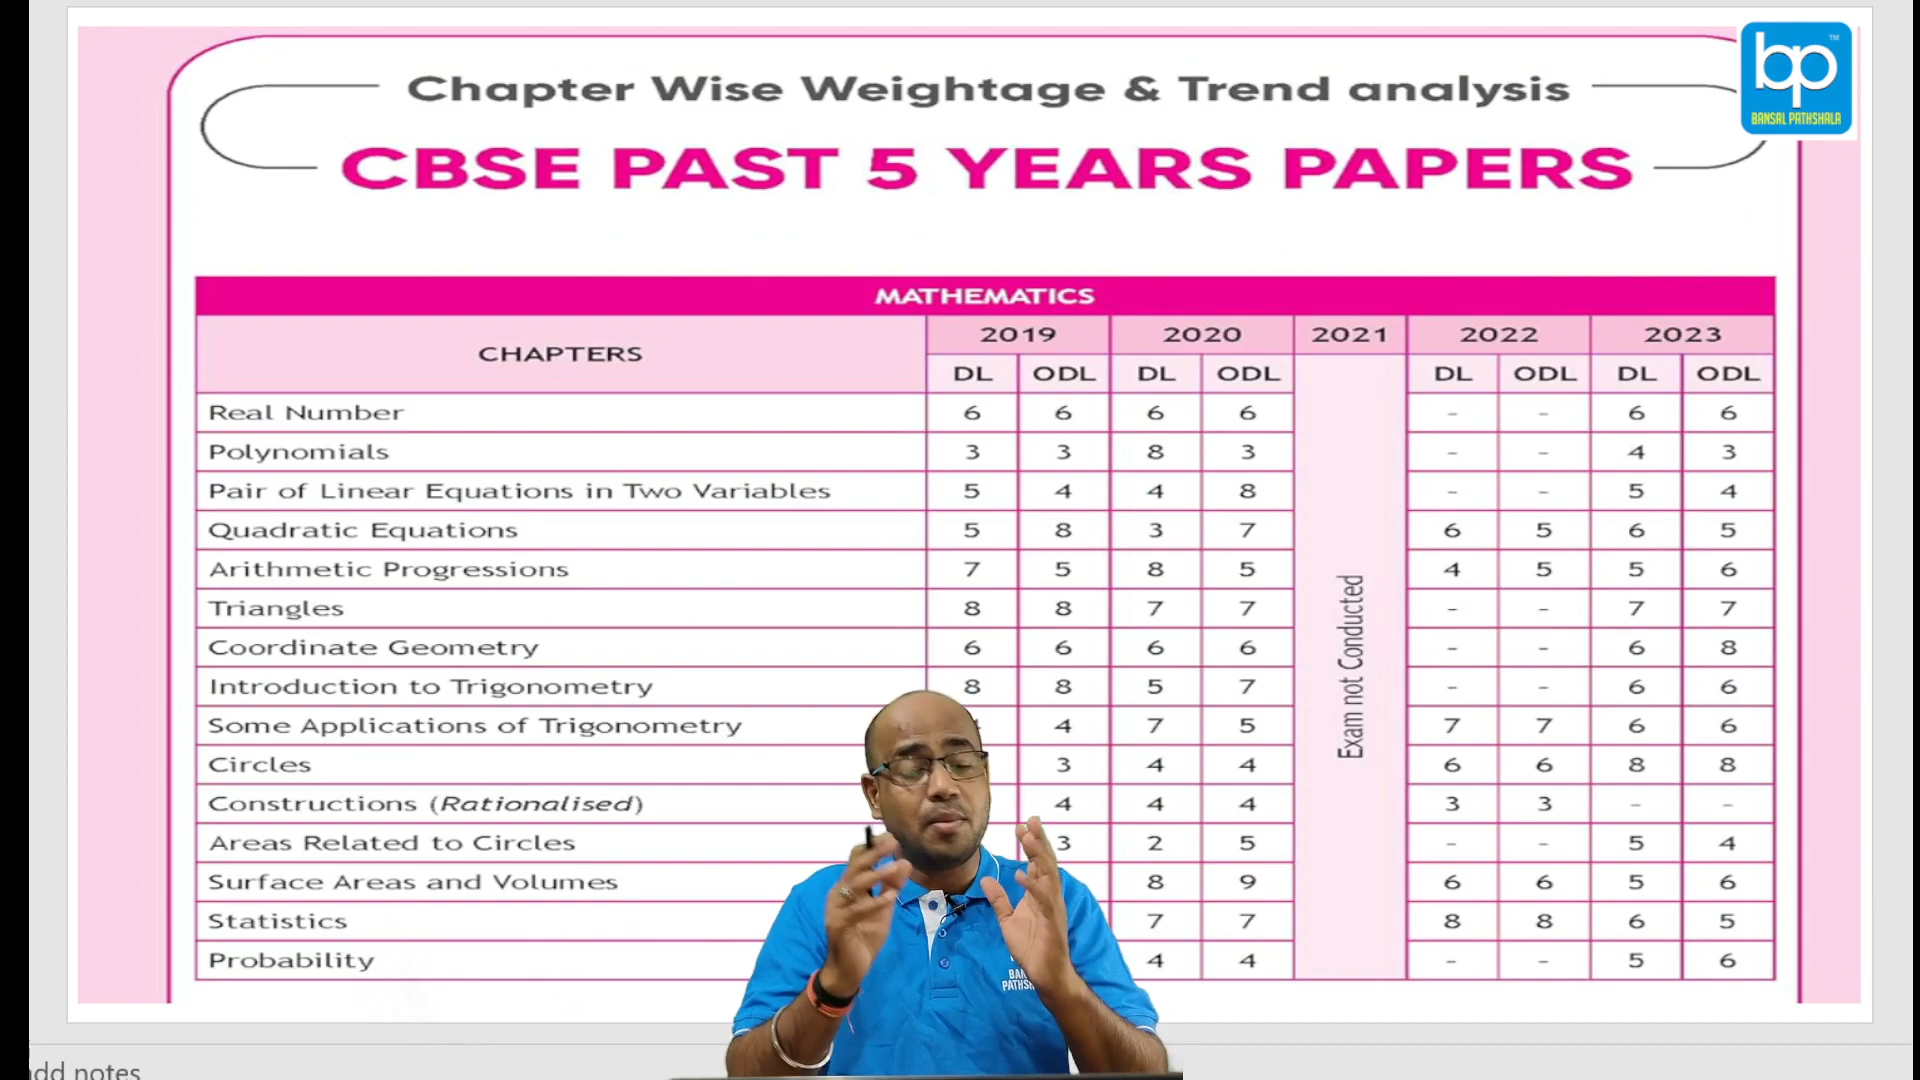 Chapter Wise Weightage & Trend analysis
CBSE PAST 5 YEARS PAPERS
bp TM
BANSAL PATHSHALA
MATHEMATICS
CHAPTERS 2019 2020 2021 2022 2023
DL ODL DL ODL DL ODL DL ODL
Real Number 6 6 6 6 - - 6 6
Polynomials 3 3 8 3 - - 4 3
Pair of Linear Equations in Two Variables 5 4 4 8 - - 5 4
Quadratic Equations 5 8 3 7 6 5 6 5
Arithmetic Progressions 7 5 8 5 4 5 5 6
Triangles 8 8 7 7 - - 7 7
Coordinate Geometry 6 6 6 6 - - 6 8
Introduction to Trigonometry 8 8 5 7 - - 6 6
Some Applications of Trigonometry 4 7 5 7 7 6 6
Circles 3 4 4 6 6 8 8
Constructions (Rationalised) 4 4 4 3 3 - -
Areas Related to Circles 3 2 5 - - 5 4
Surface Areas and Volumes 8 9 6 6 5 6
Statistics 7 7 8 8 6 5
Probability 4 4 - - 5 6
Exam not Conducted
dd notes